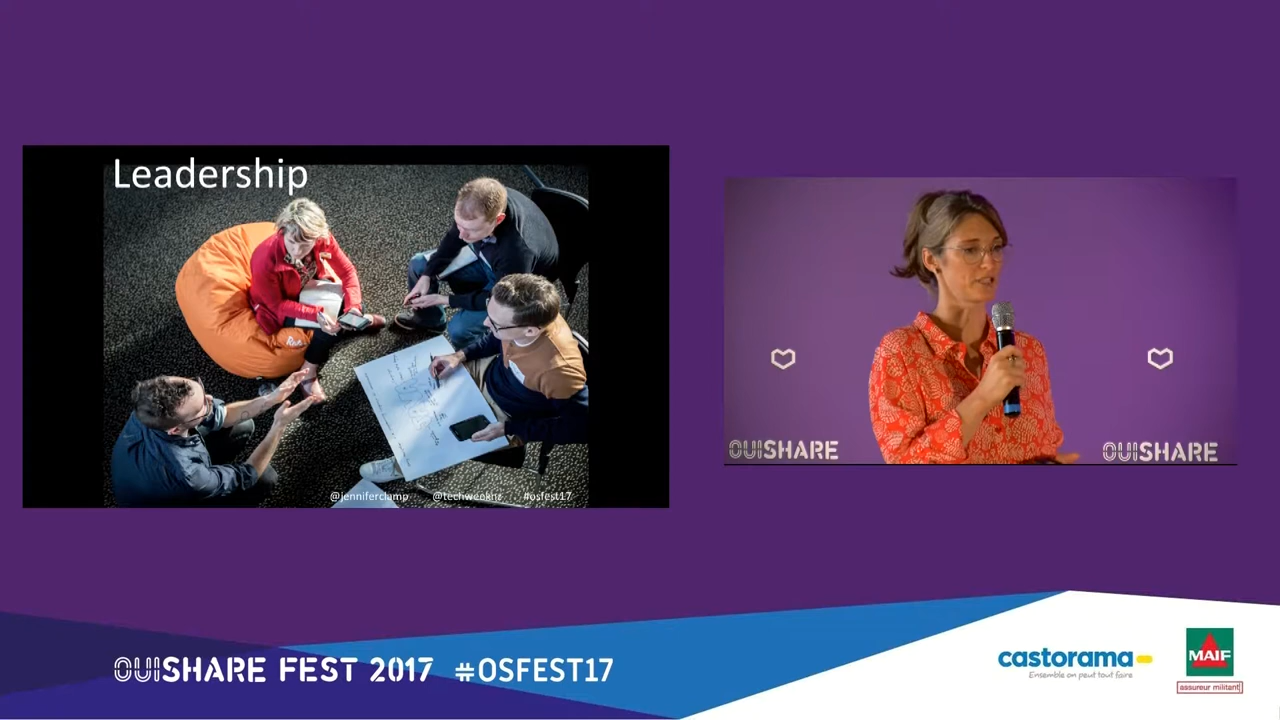 Leadership
@jenniferclamp @techweeknz #osfest17
OUISHARE
OUISHARE
OUISHARE FEST 2017 #OSFEST17
castorama
Ensemble on peut tout faire
MAIF
assureur militant